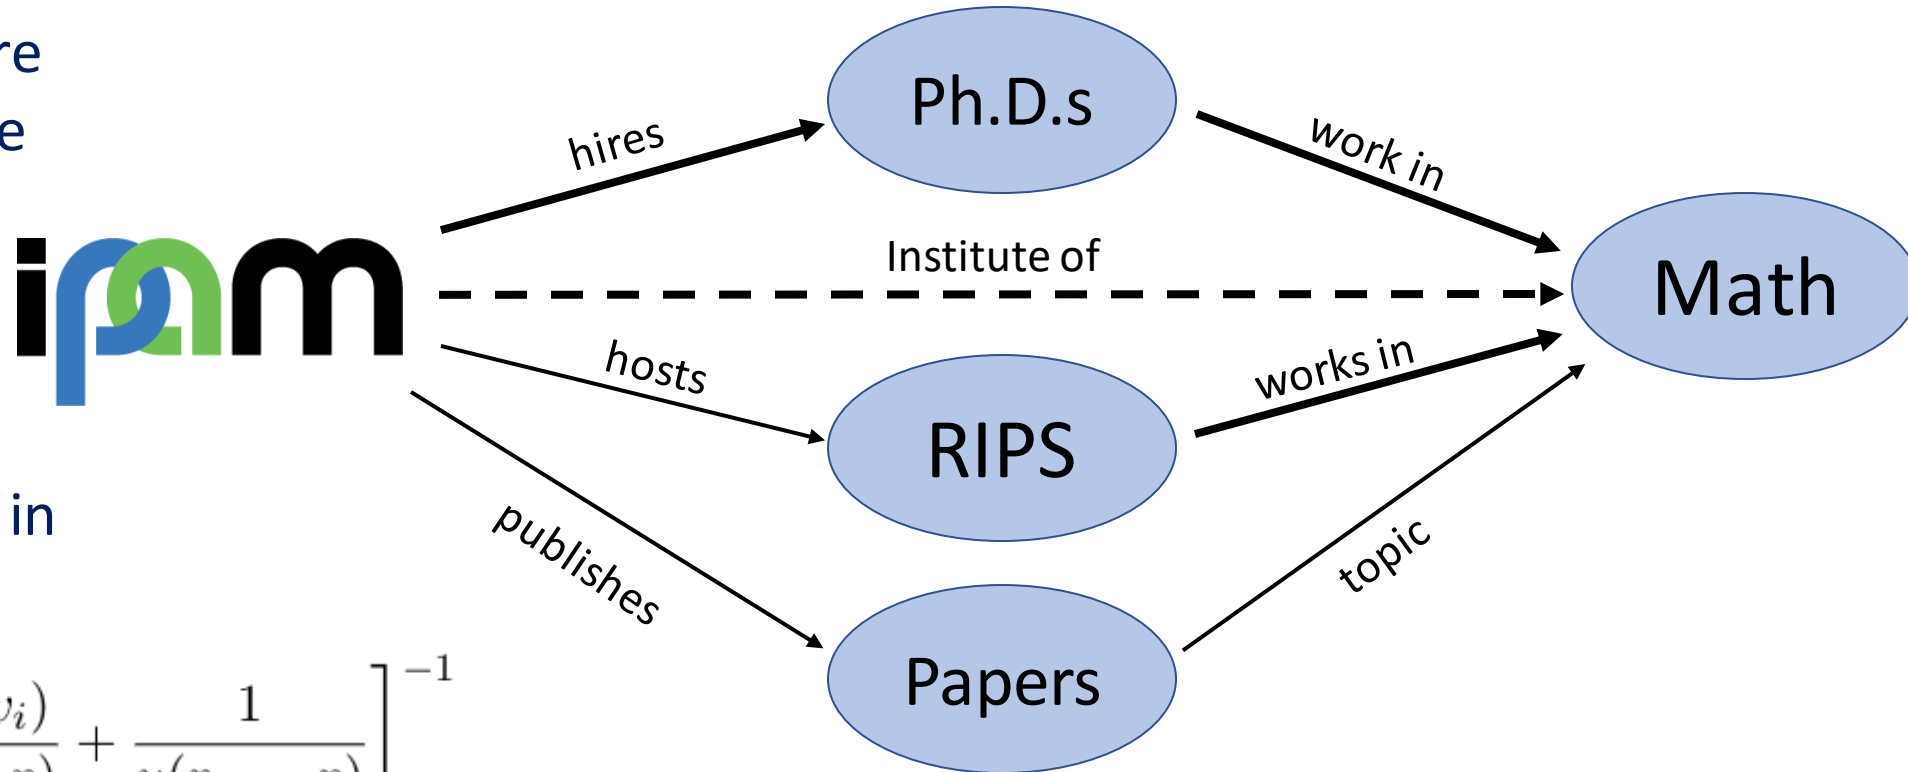 re
e
ipam
in
hires
Ph.D.s
work in
Institute of
Math
hosts
RIPS
works in
publishes
Papers
topic
+ 1 ] −1